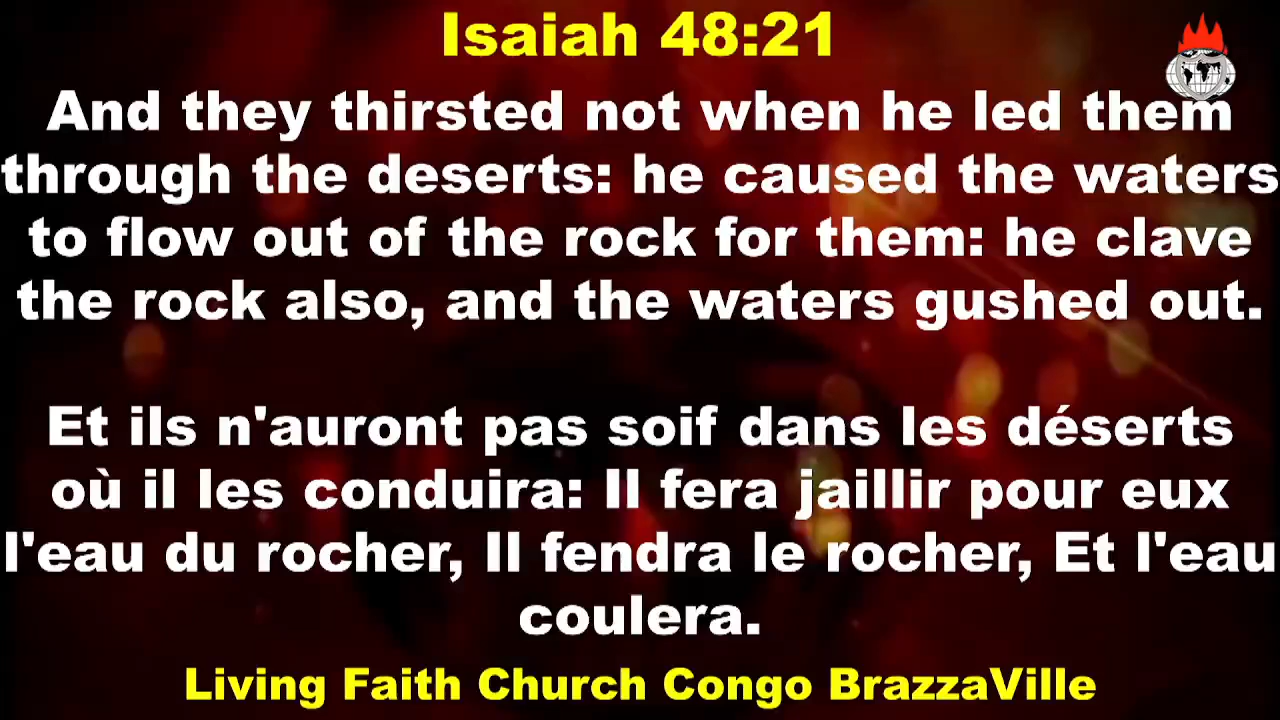 Isaiah 48:21
And they thirsted not when he led them
through the deserts: he caused the waters
to flow out of the rock for them: he clave
the rock also, and the waters gushed out.
Et ils n'auront pas soif dans les déserts
où il les conduira: Il fera jaillir pour eux
l'eau du rocher, Il fendra le rocher, Et l'eau
coulera.
Living Faith Church Congo BrazzaVille